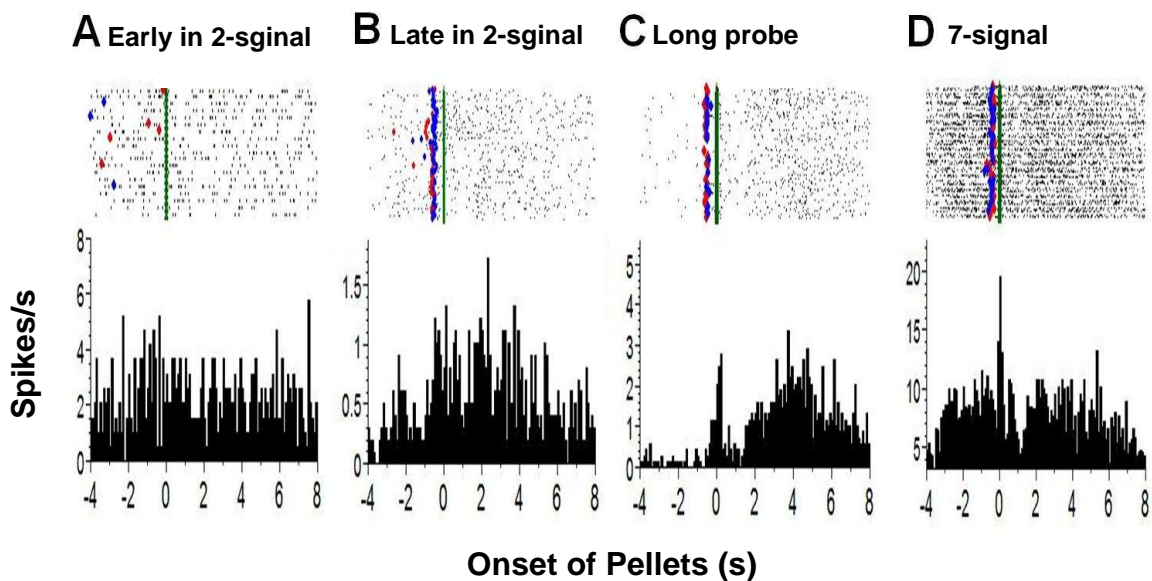 A Early in 2-sginal
B Late in 2-sginal
C Long probe
D 7-signal
Spikes/s
8
6
4
2
0
-4 -2 0 2 4 6 8
1.5
1
0.5
0
-4 -2 0 2 4 6 8
5
4
3
2
1
0
-4 -2 0 2 4 6 8
20
15
10
5
-4 -2 0 2 4 6 8
Onset of Pellets (s)